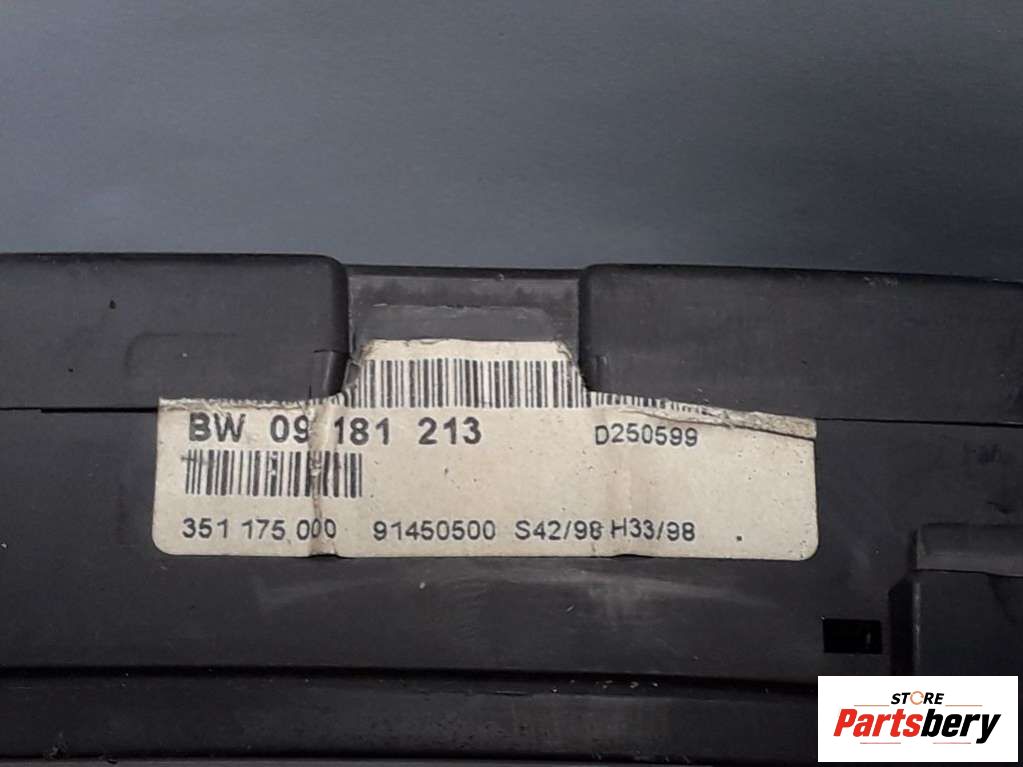 BW 09 181 213 D250599
351 175 000 91450500 S42/98 H33/98 .
STORE
Partsbery